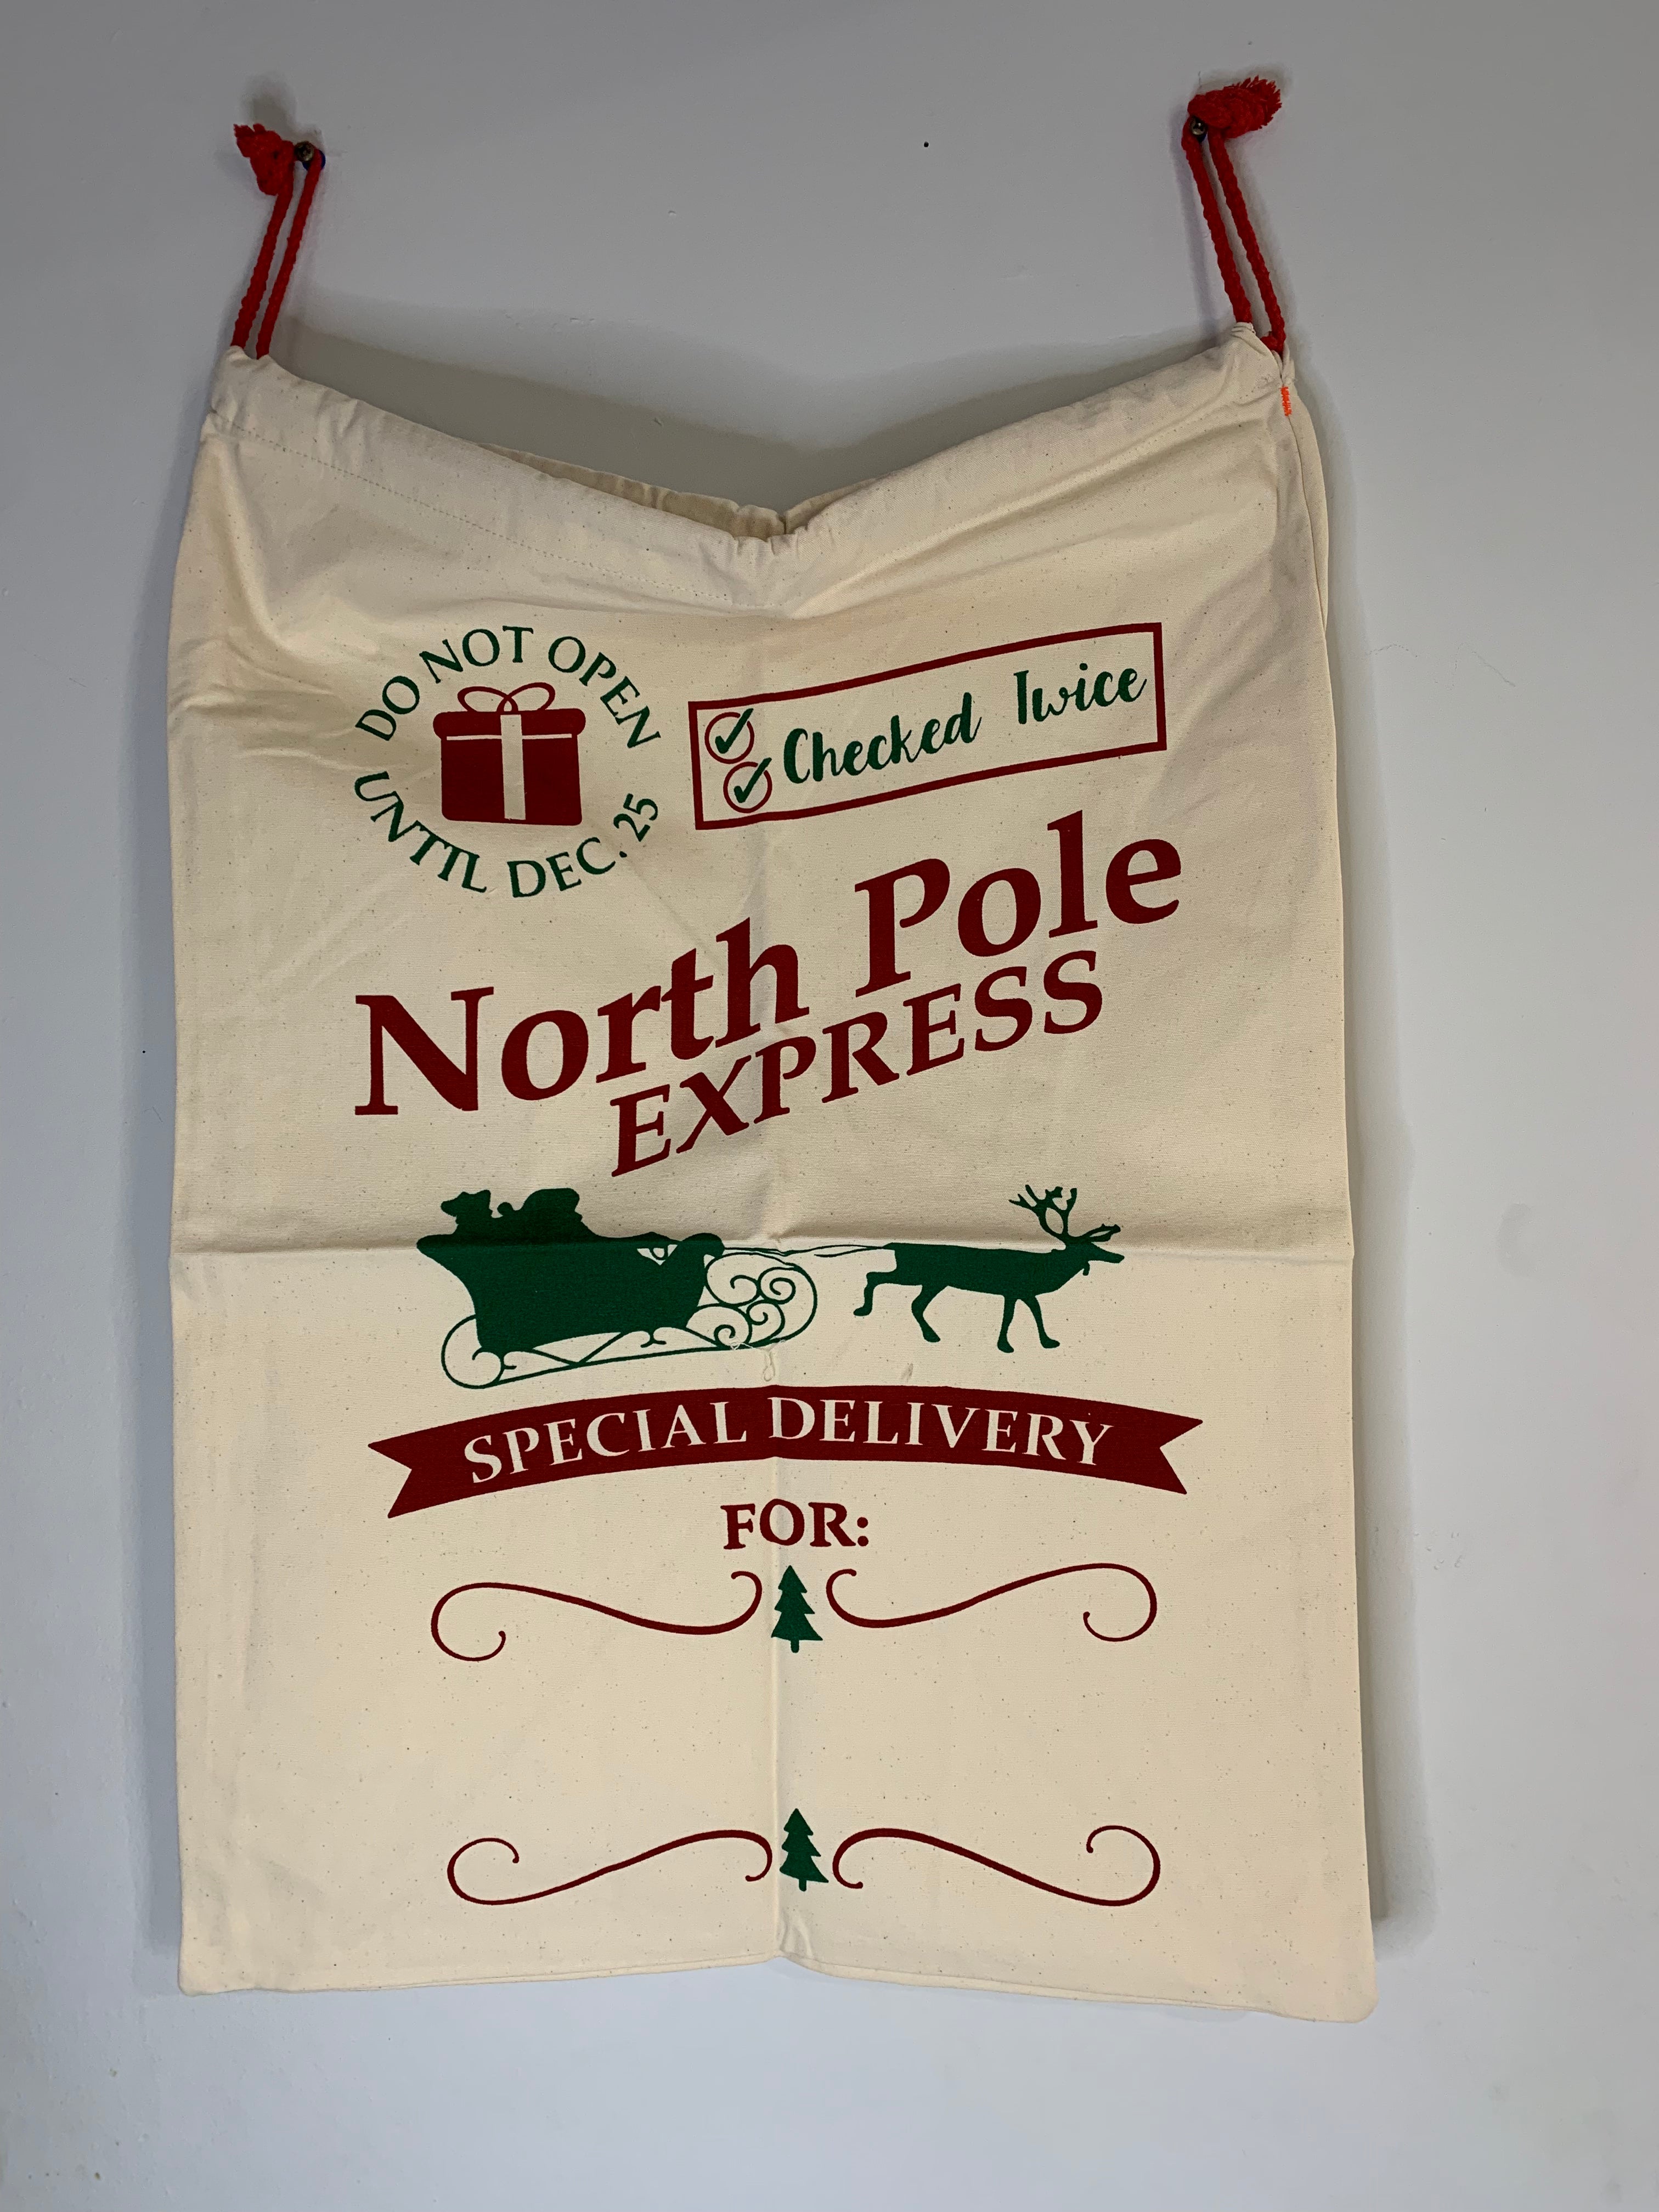 DO NOT OPEN
UNTIL DEC. 25
Checked Twice
North Pole
EXPRESS
SPECIAL DELIVERY
FOR: